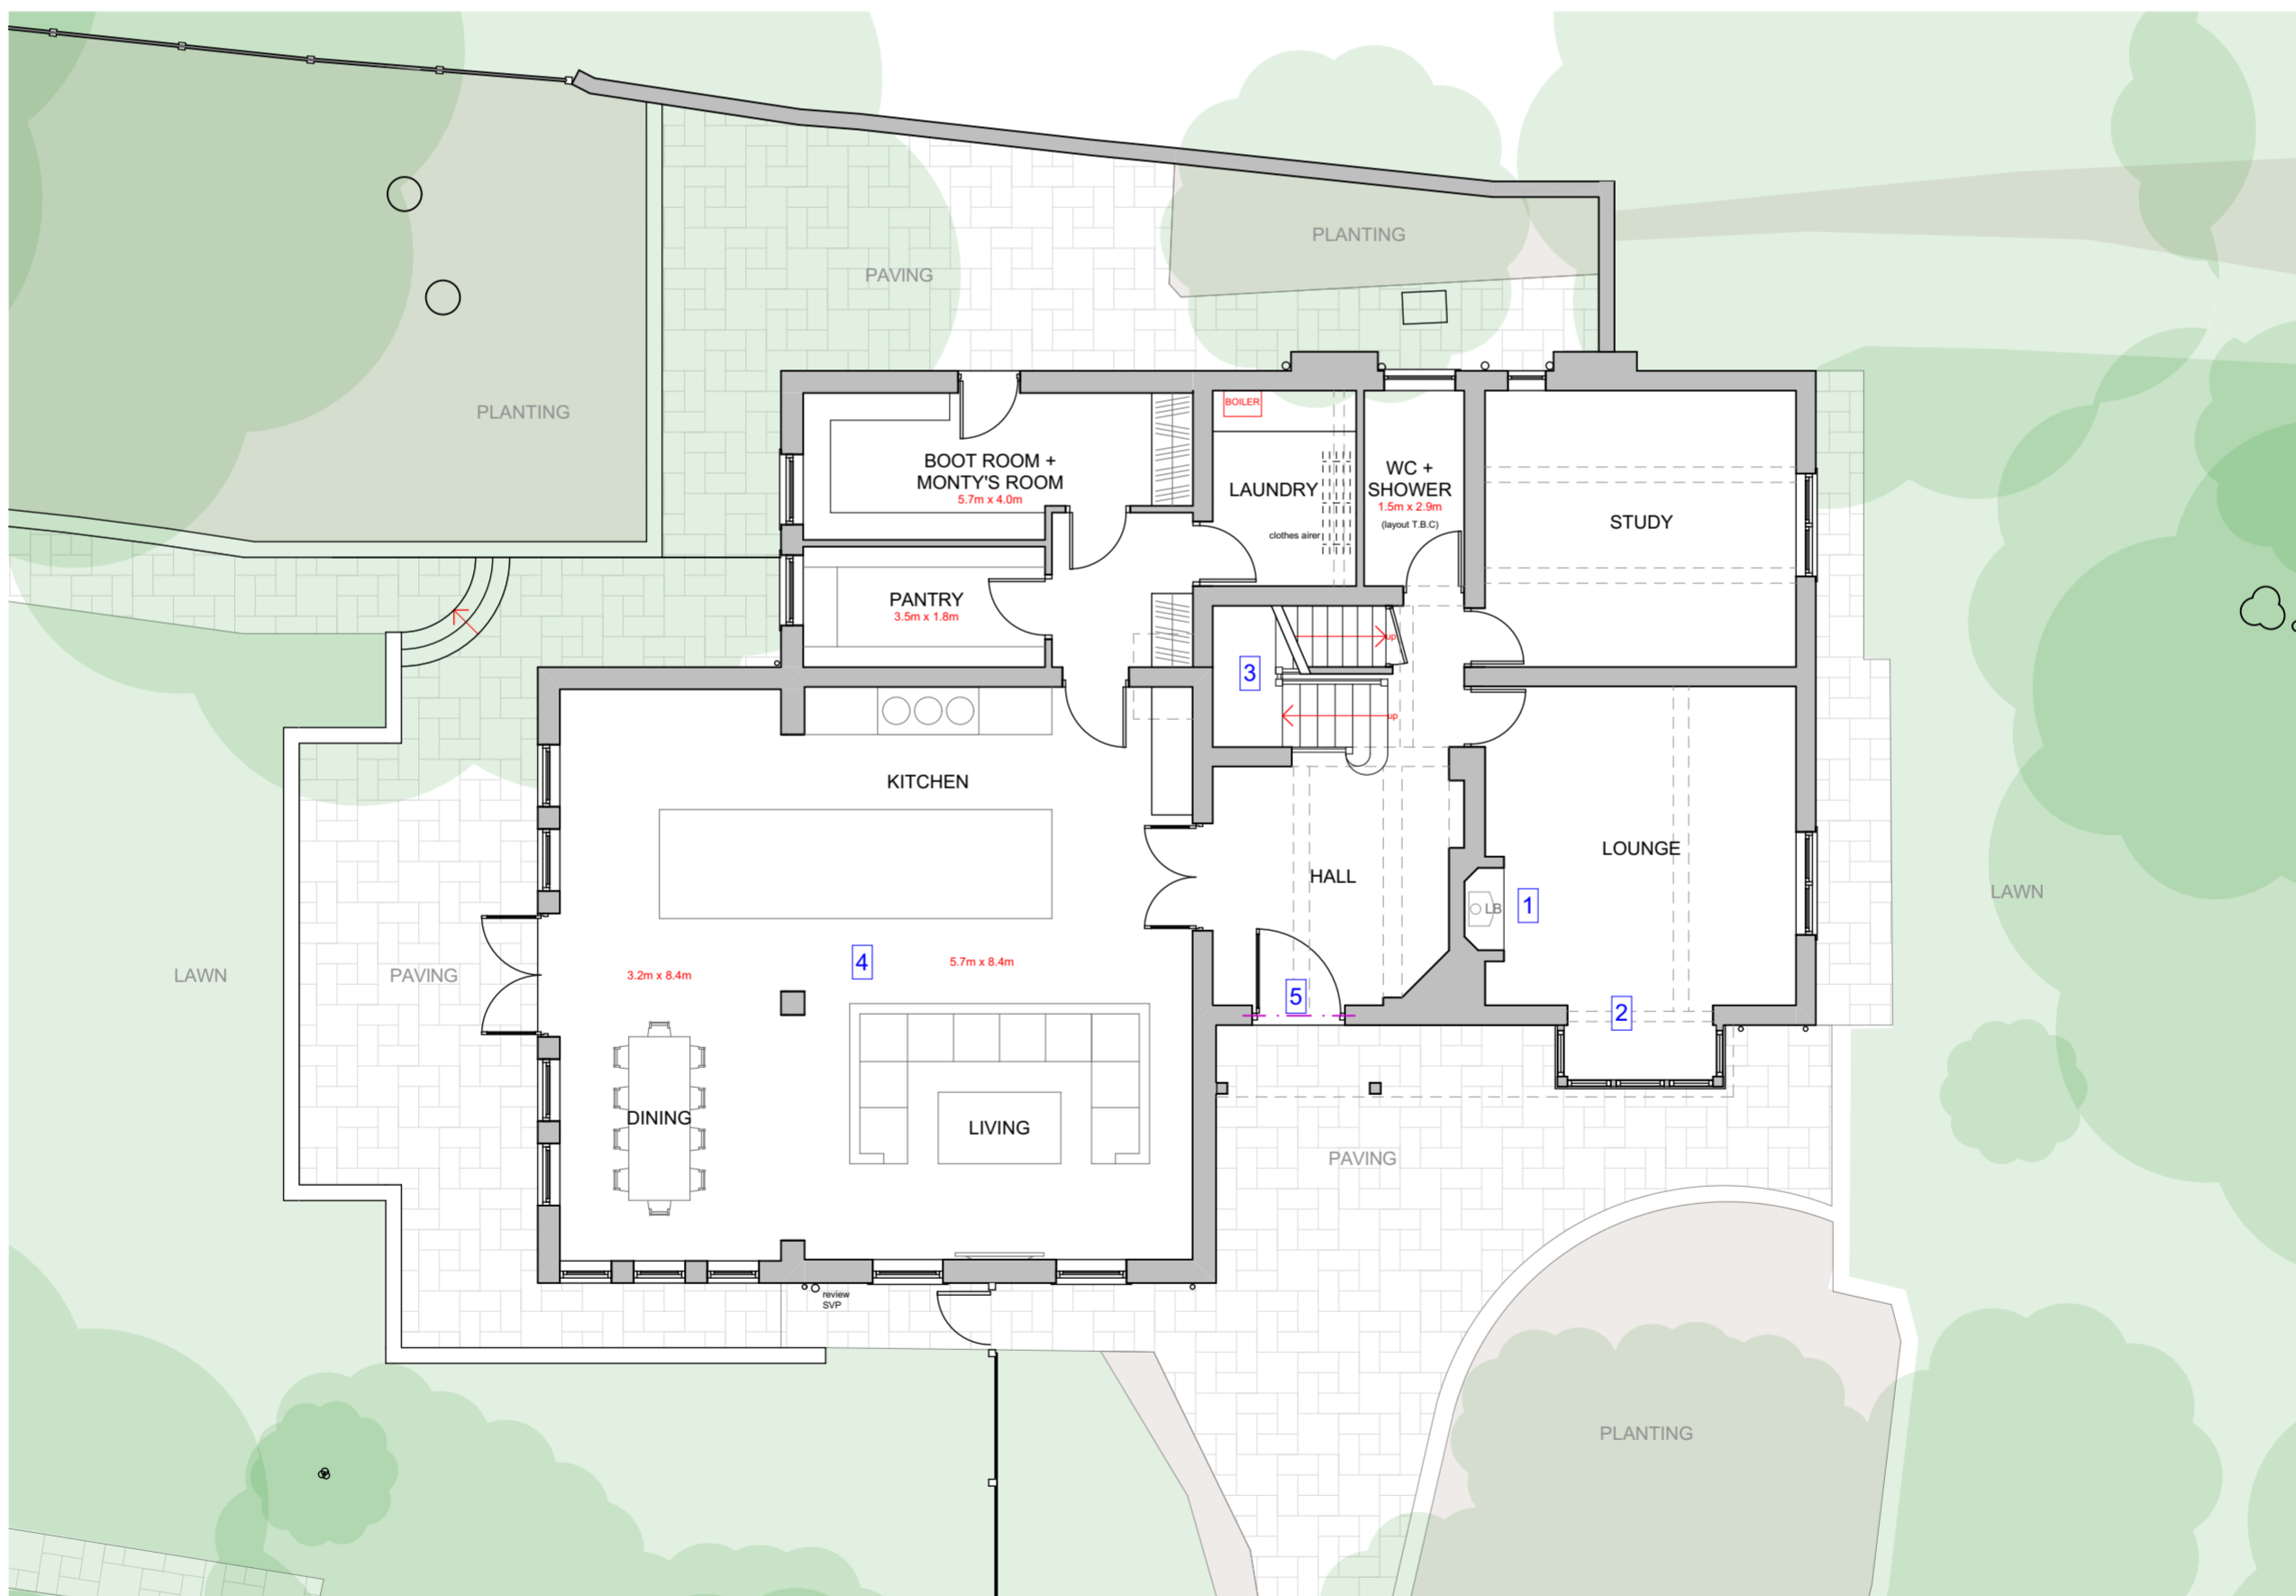 PLANTING
PAVING
PLANTING
BOILER
BOOT ROOM +
MONTY'S ROOM
5.7m x 4.0m
LAUNDRY
clothes airer
WC +
SHOWER
1.5m x 2.9m
(layout T.B.C)
STUDY
PANTRY
3.5m x 1.8m
up
3
up
KITCHEN
HALL
LOUNGE
LB
1
LAWN
LAWN
PAVING
3.2m x 8.4m
4
5.7m x 8.4m
5
2
DINING
LIVING
PAVING
review
SVP
PLANTING